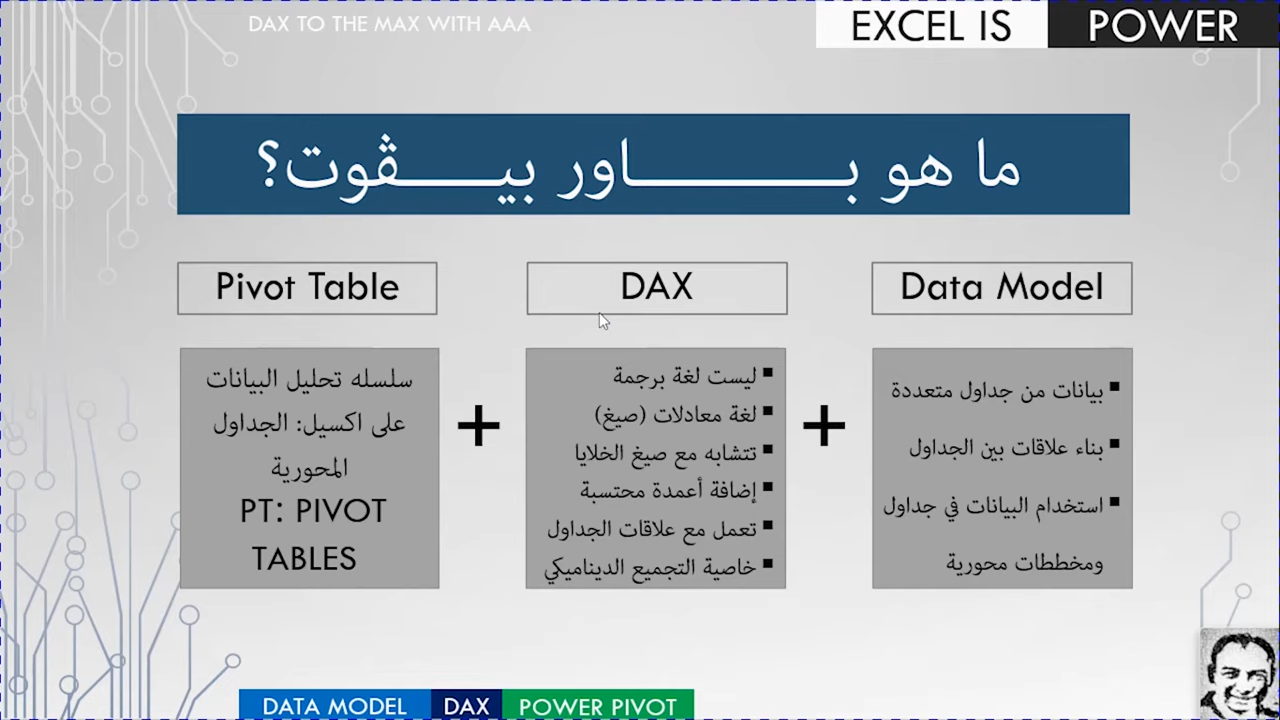 DAX TO THE MAX WITH AAA
EXCEL IS POWER
ما هو بـــــــــــاور بيـــــڤوت؟
Data Model
بيانات من جداول متعددة
بناء علاقات بين الجداول
استخدام البيانات في جداول
ومخططات محورية
+
DAX
ليست لغة برجمة
لغة معادلات (صيغ)
تتشابه مع صيغ الخلايا
إضافة أعمدة محتسبة
تعمل مع علاقات الجداول
خاصية التجميع الديناميكي
+
Pivot Table
سلسله تحليل البيانات
على اكسيل: الجداول
المحورية
PT: PIVOT
TABLES
DATA MODEL DAX POWER PIVOT